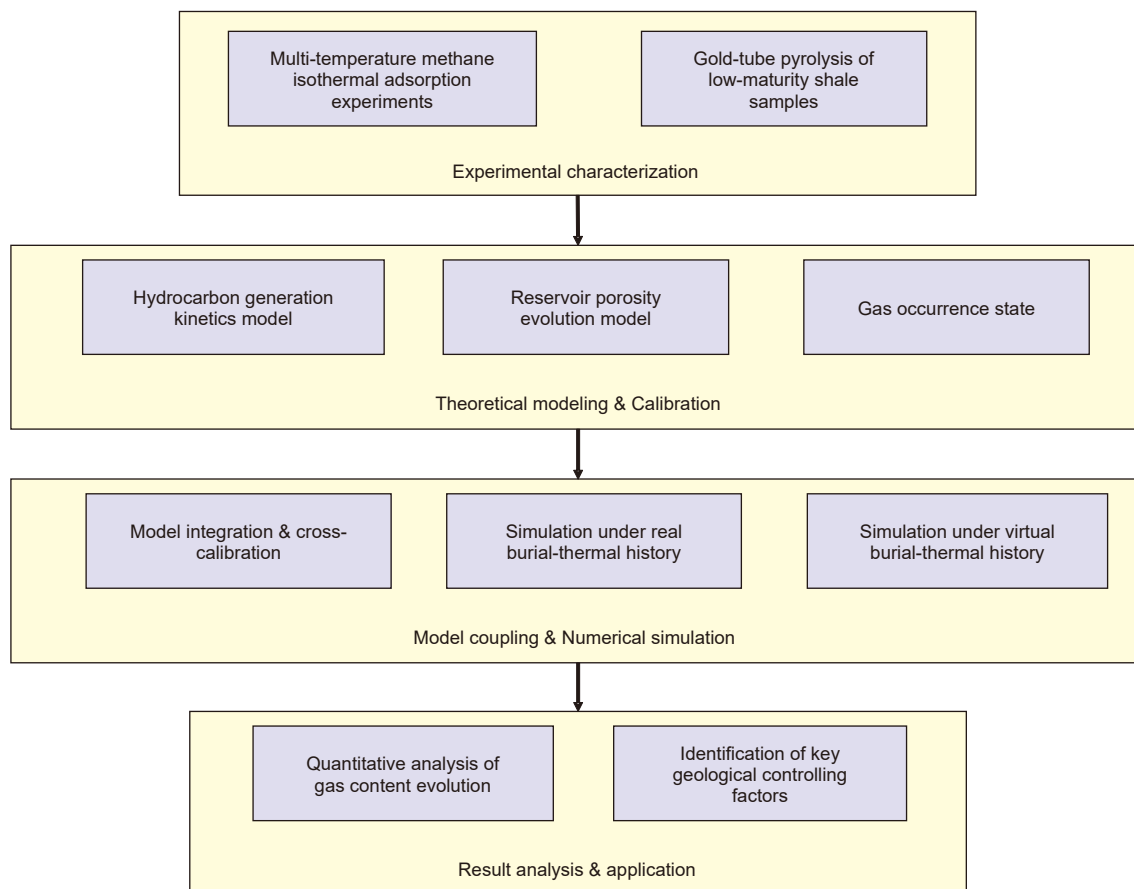 Multi-temperature methane
isothermal adsorption
experiments
Gold-tube pyrolysis of
low-maturity shale
samples
Experimental characterization
Hydrocarbon generation
kinetics model
Reservoir porosity
evolution model
Gas occurrence state
Theoretical modeling & Calibration
Model integration & cross-
calibration
Simulation under real
burial-thermal history
Simulation under virtual
burial-thermal history
Model coupling & Numerical simulation
Quantitative analysis of
gas content evolution
Identification of key
geological controlling
factors
Result analysis & application